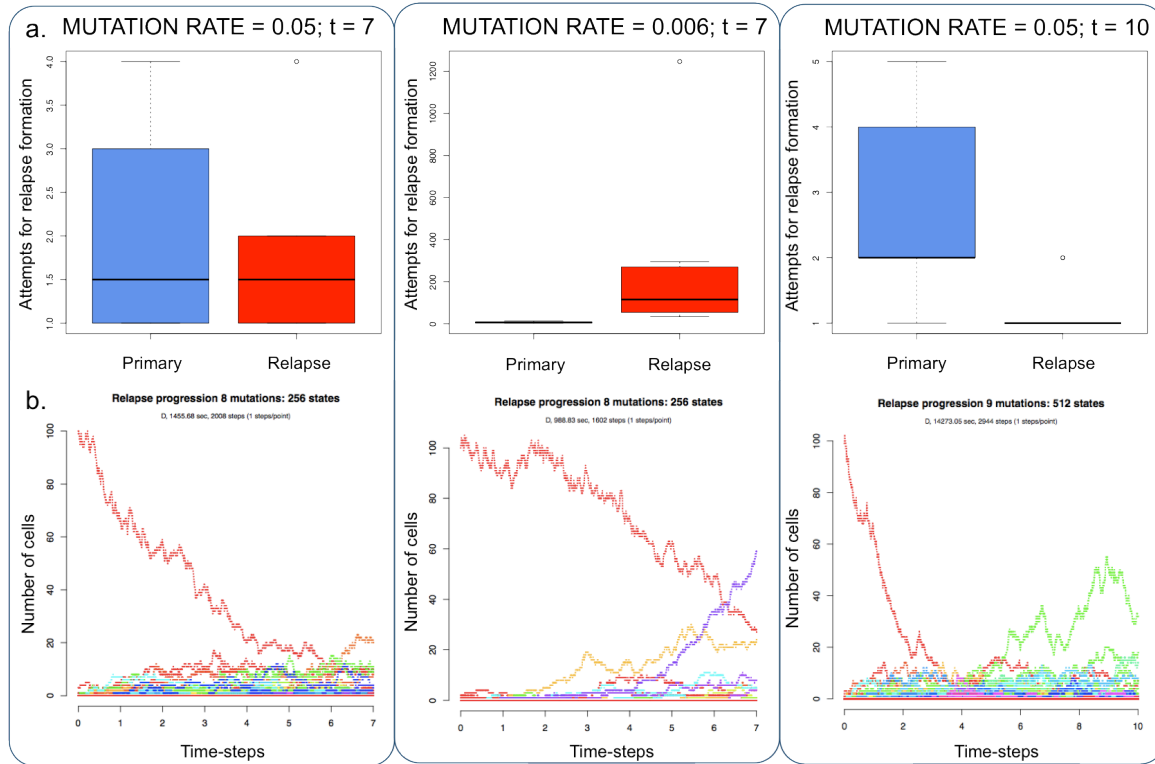 a. MUTATION RATE = 0.05; t = 7
Attempts for relapse formation
4.0
3.5
3.0
2.5
2.0
1.5
1.0
Primary
Relapse
MUTATION RATE = 0.006; t = 7
Attempts for relapse formation
1200
1000
800
600
400
200
0
Primary
Relapse
MUTATION RATE = 0.05; t = 10
Attempts for relapse formation
5
4
3
2
1
Primary
Relapse
b.
Relapse progression 8 mutations: 256 states
D, 1455.68 sec, 2008 steps (1 steps/point)
Number of cells
100
80
60
40
20
0
0 1 2 3 4 5 6 7
Time-steps
Relapse progression 8 mutations: 256 states
D, 988.83 sec, 1602 steps (1 steps/point)
Number of cells
100
80
60
40
20
0
0 1 2 3 4 5 6 7
Time-steps
Relapse progression 9 mutations: 512 states
D, 14273.05 sec, 2944 steps (1 steps/point)
Number of cells
100
80
60
40
20
0
0 2 4 6 8 10
Time-steps